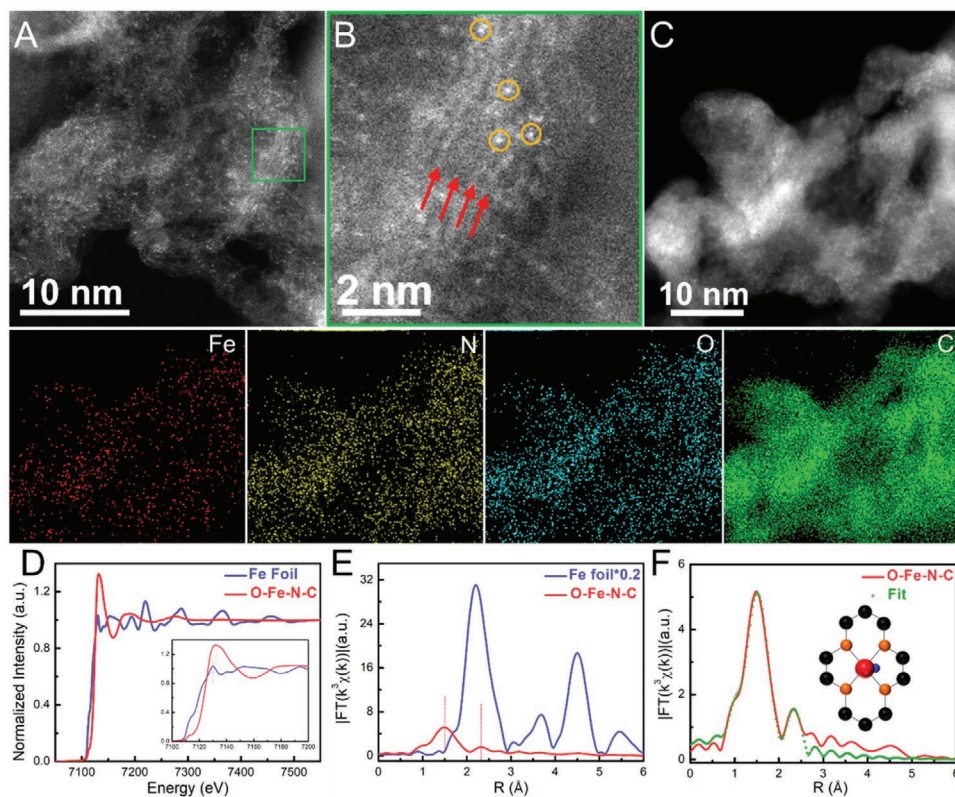 A
10 nm
B
2 nm
C
10 nm
Fe
N
O
C
D
Normalized Intensity (a.u.)
1.2
0.8
0.4
0.0
Fe Foil
O-Fe-N-C
1.2
0.8
0.4
0.0
7100 7120 7140 7160 7180 7200
7100 7200 7300 7400 7500
Energy (eV)
E
|FT(k³χ(k))|(a.u.)
32
24
16
8
0
Fe foil*0.2
O-Fe-N-C
0 1 2 3 4 5 6
R (Å)
F
|FT(k³χ(k))|(a.u.)
6
4
2
0
O-Fe-N-C
Fit
0 1 2 3 4 5 6
R (Å)